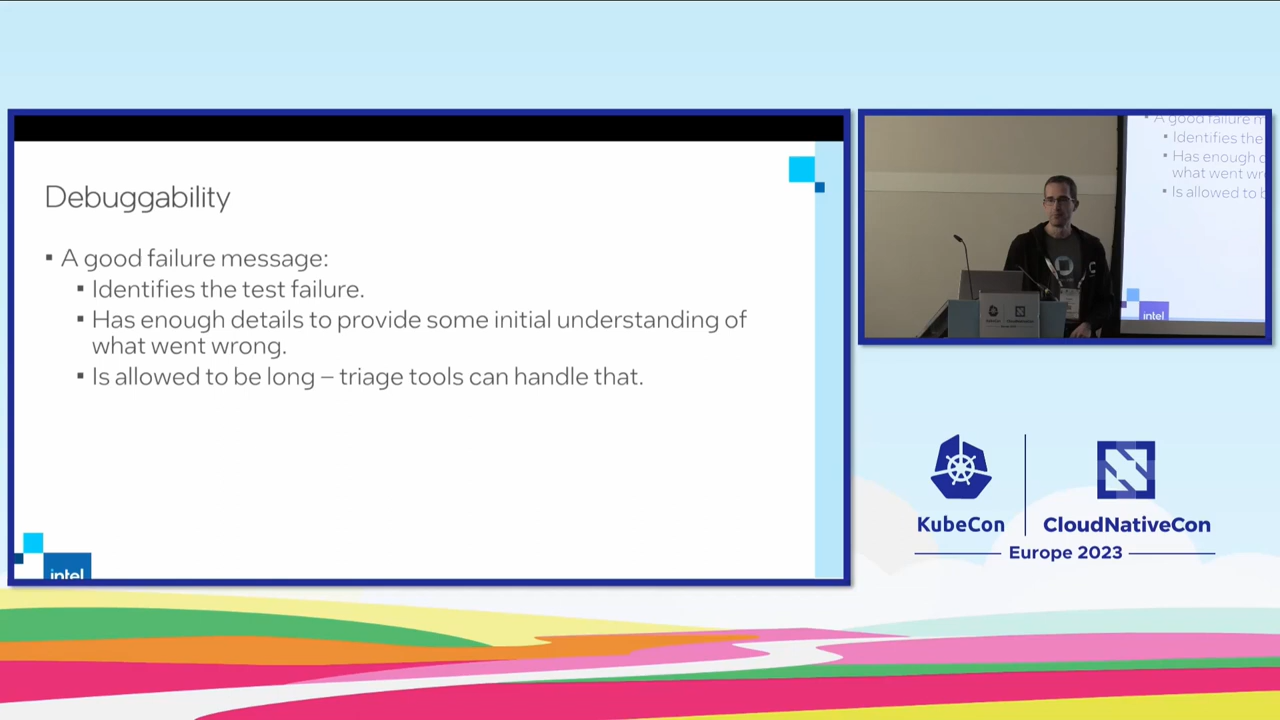 Debuggability
▪ A good failure message:
▪ Identifies the test failure.
▪ Has enough details to provide some initial understanding of
what went wrong.
▪ Is allowed to be long – triage tools can handle that.
intel
A good failure m
▪ Identifies the
▪ Has enough
what went wr
▪ Is allowed to b
intel
KubeCon
CloudNativeCon
Europe 2023